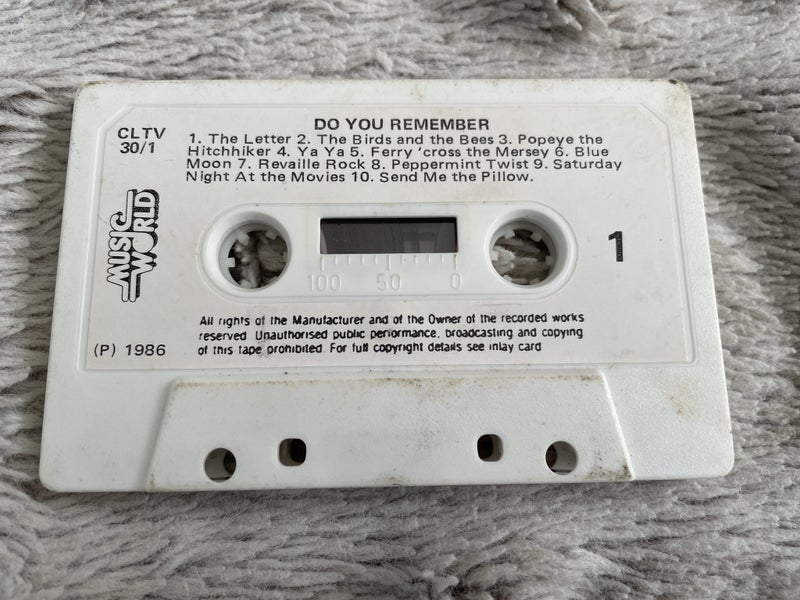 DO YOU REMEMBER
CLTV
30/1
1. The Letter 2. The Birds and the Bees 3. Popeye the
Hitchhiker 4. Ya Ya 5. Ferry 'cross the Mersey 6. Blue
Moon 7. Revaille Rock 8. Peppermint Twist 9. Saturday
Night At the Movies 10. Send Me the Pillow.
MUSIC
WORLD
1
100 50 0
All rights of the Manufacturer and of the Owner of the recorded works
reserved Unauthorised public performance, broadcasting and copying
of this tape prohibited. For full copyright details see inlay card
(P) 1986